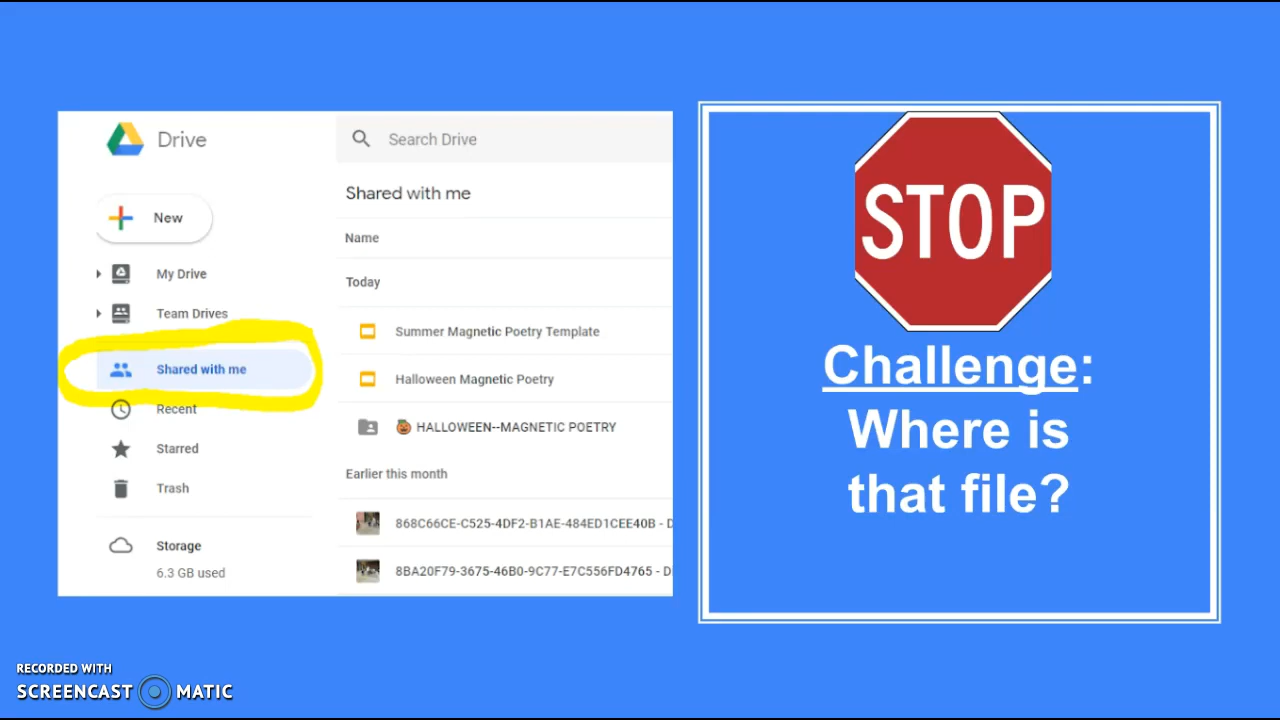 Drive
Search Drive
New
My Drive
Team Drives
Shared with me
Recent
Starred
Trash
Storage
6.3 GB used
Shared with me
Name
Today
Summer Magnetic Poetry Template
Halloween Magnetic Poetry
🎃 HALLOWEEN--MAGNETIC POETRY
Earlier this month
868C66CE-C525-4DF2-B1AE-484ED1CEE40B - D
8BA20F79-3675-46B0-9C77-E7C556FD4765 - D
STOP
Challenge:
Where is
that file?
RECORDED WITH
SCREENCAST MATIC